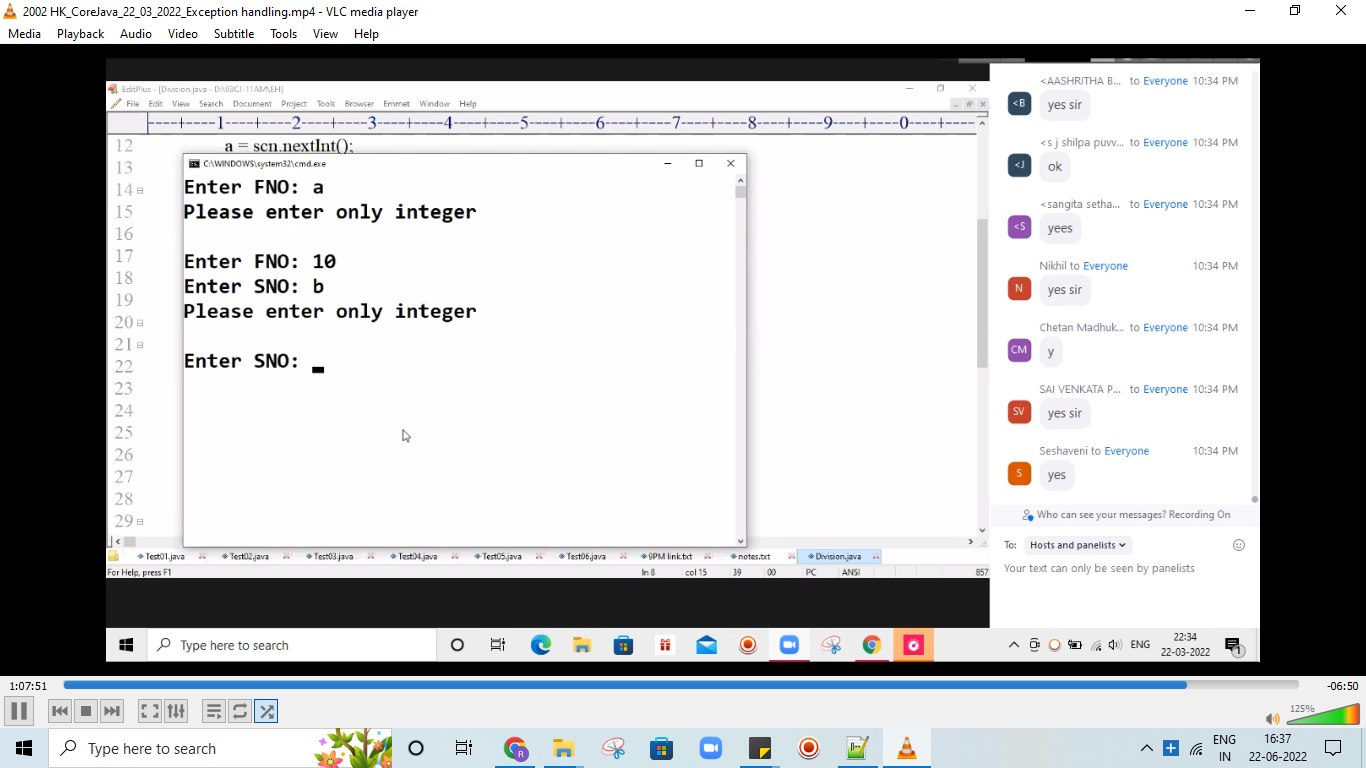 2002 HK_CoreJava_22_03_2022_Exception handling.mp4 - VLC media player
Media Playback Audio Video Subtitle Tools View Help
EditPlus - [Division.java - D:\03CJ-11AM\EH]
File Edit View Search Document Project Tools Browser Emmet Window Help
----+----1----+----2----+----3----+----4----+----5----+----6----+----7----+----8----+----9----+----0----+----
12 a = scn.nextInt();
13
14
15
16
17
18
19
20
21
22
23
24
25
26
27
28
29
C:\WINDOWS\system32\cmd.exe
Enter FNO: a
Please enter only integer
Enter FNO: 10
Enter SNO: b
Please enter only integer
Enter SNO:
Test01.java Test02.java Test03.java Test04.java Test05.java Test06.java 9PM link.txt notes.txt Division.java
For Help, press F1 ln 8 col 15 39 00 PC ANSI 857
<AASHRITHA B... to Everyone 10:34 PM
<B
yes sir
<s j shilpa puvv... to Everyone 10:34 PM
<J
ok
<sangita setha... to Everyone 10:34 PM
<S
yees
Nikhil to Everyone 10:34 PM
N
yes sir
Chetan Madhuk... to Everyone 10:34 PM
CM
y
SAI VENKATA P... to Everyone 10:34 PM
SV
yes sir
Seshaveni to Everyone 10:34 PM
S
yes
Who can see your messages? Recording On
To: Hosts and panelists
Your text can only be seen by panelists
Type here to search
ENG
22:34
22-03-2022
1
1:07:51
-06:50
125%
Type here to search
R
ENG
IN
16:37
22-06-2022